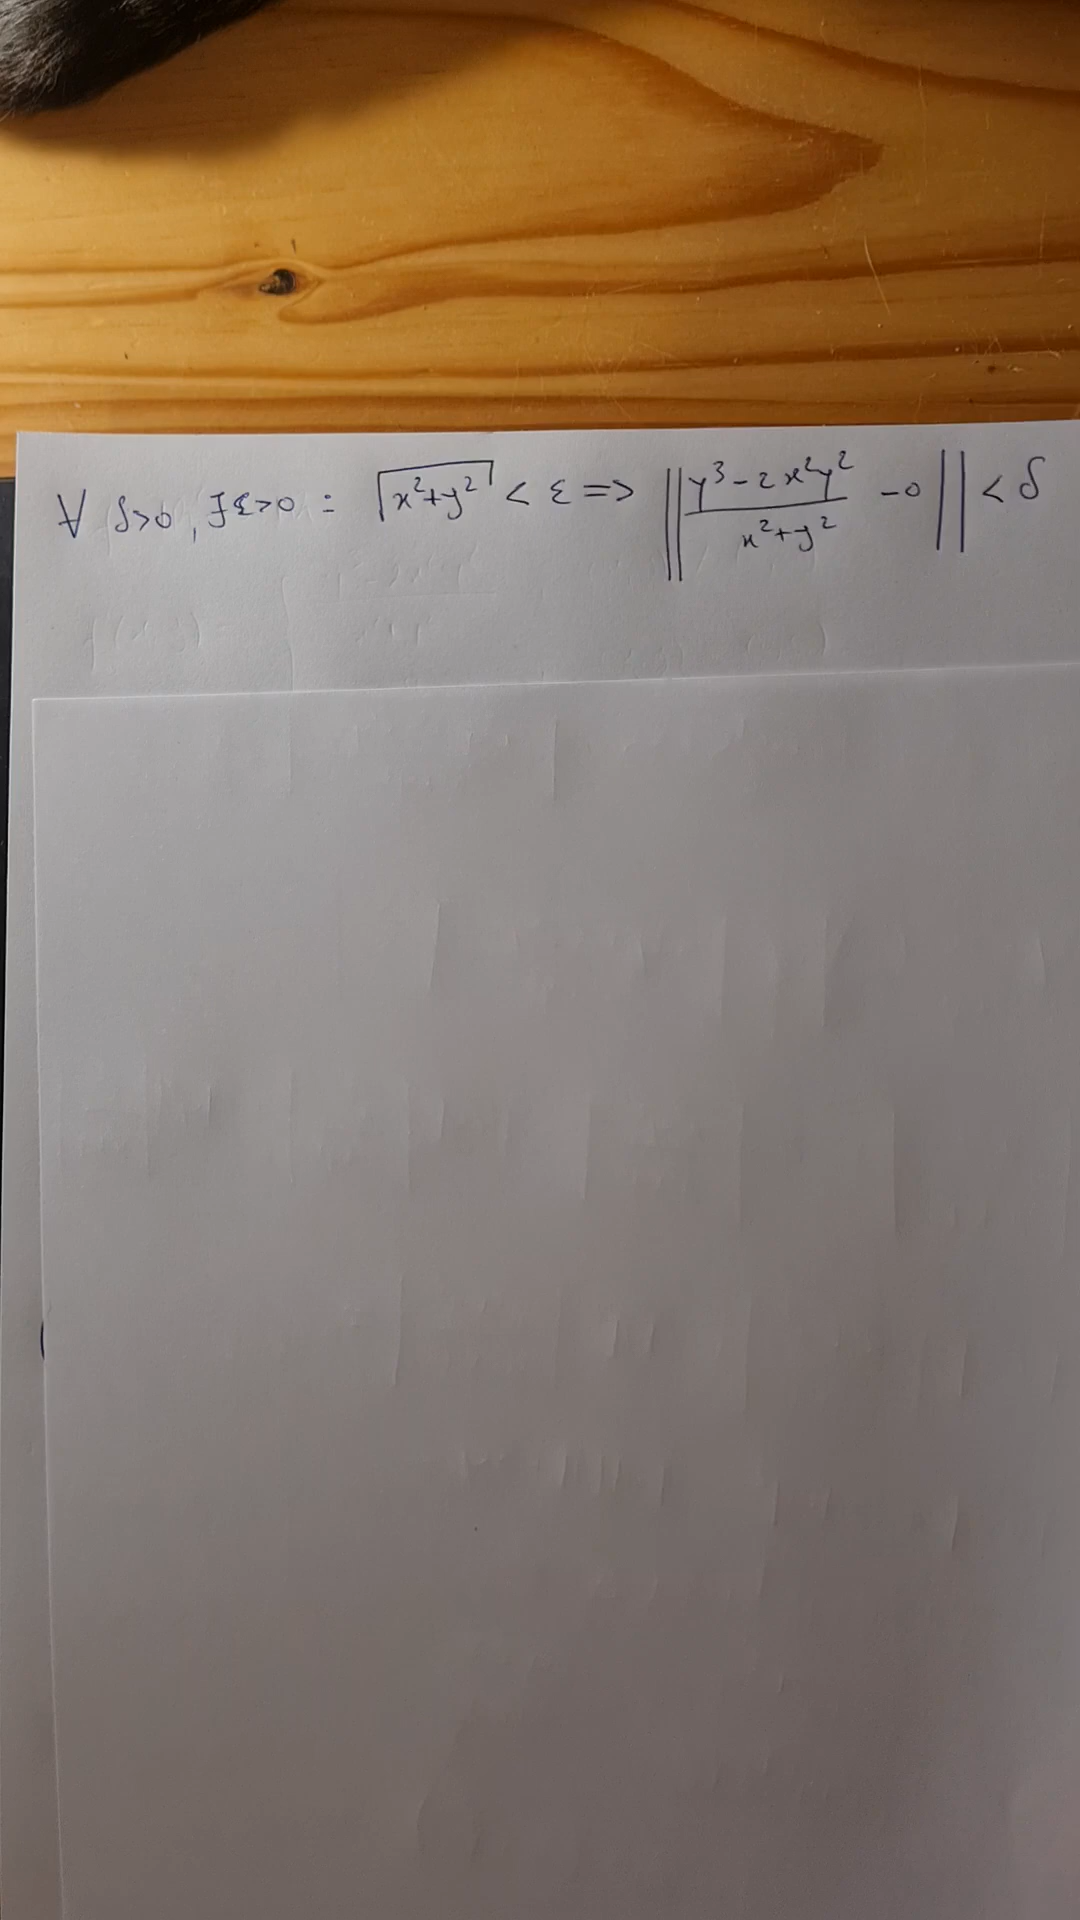 ∀ δ>0, ∃ε>0 : √(x²+y²) < ε => ||(y³-2x²y²)/(x²+y²) -0|| < δ